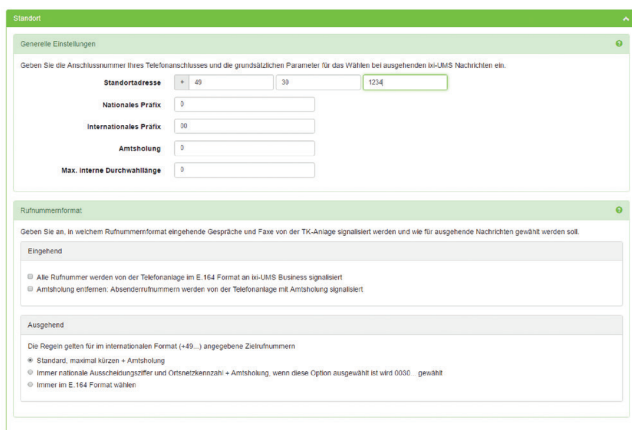 Standort
Generelle Einstellungen
Geben Sie die Anschlussnummer Ihres Telefonanschlusses und die grundsätzlichen Parameter für das Wählen bei ausgehenden ixi-UMS Nachrichten ein.
Standortadresse + 49 30 1234
Nationales Präfix 0
Internationales Präfix 00
Amtsholung 0
Max. interne Durchwahllänge 0
Rufnummernformat
Geben Sie an, in welchem Rufnummernformat eingehende Gespräche und Faxe von der TK-Anlage signalisiert werden und wie für ausgehende Nachrichten gewählt werden soll.
Eingehend
Alle Rufnummer werden von der Telefonanlage im E.164 Format an ixi-UMS Business signalisiert
Amtsholung entfernen: Absenderrufnummern werden von der Telefonanlage mit Amtsholung signalisiert
Ausgehend
Die Regeln gelten für im internationalen Format (+49...) angegebene Zielrufnummern
Standard, maximal kürzen + Amtsholung
Immer nationale Ausscheidungsziffer und Ortsnetzkennzahl + Amtsholung, wenn diese Option ausgewählt ist wird 0030... gewählt
Immer im E.164 Format wählen